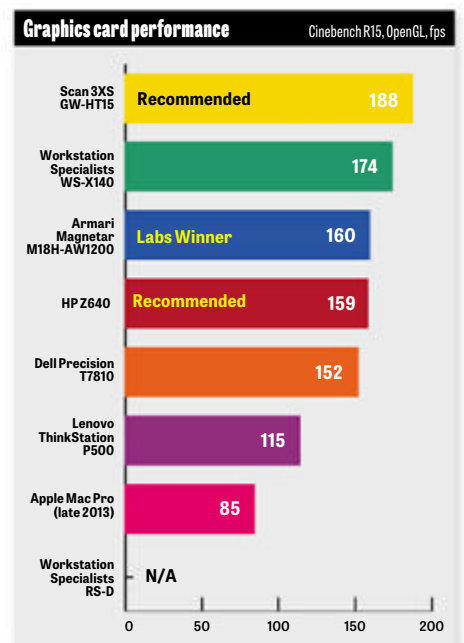 Graphics card performance Cinebench R15, OpenGL, fps
Scan 3XS
GW-HT15
Recommended 188
Workstation
Specialists
WS-X140
174
Armari
Magnetar
M18H-AW1200
Labs Winner 160
HP Z640
Recommended 159
Dell Precision
T7810
152
Lenovo
ThinkStation
P500
115
Apple Mac Pro
(late 2013)
85
Workstation
Specialists
RS-D
N/A
0 50 100 150 200